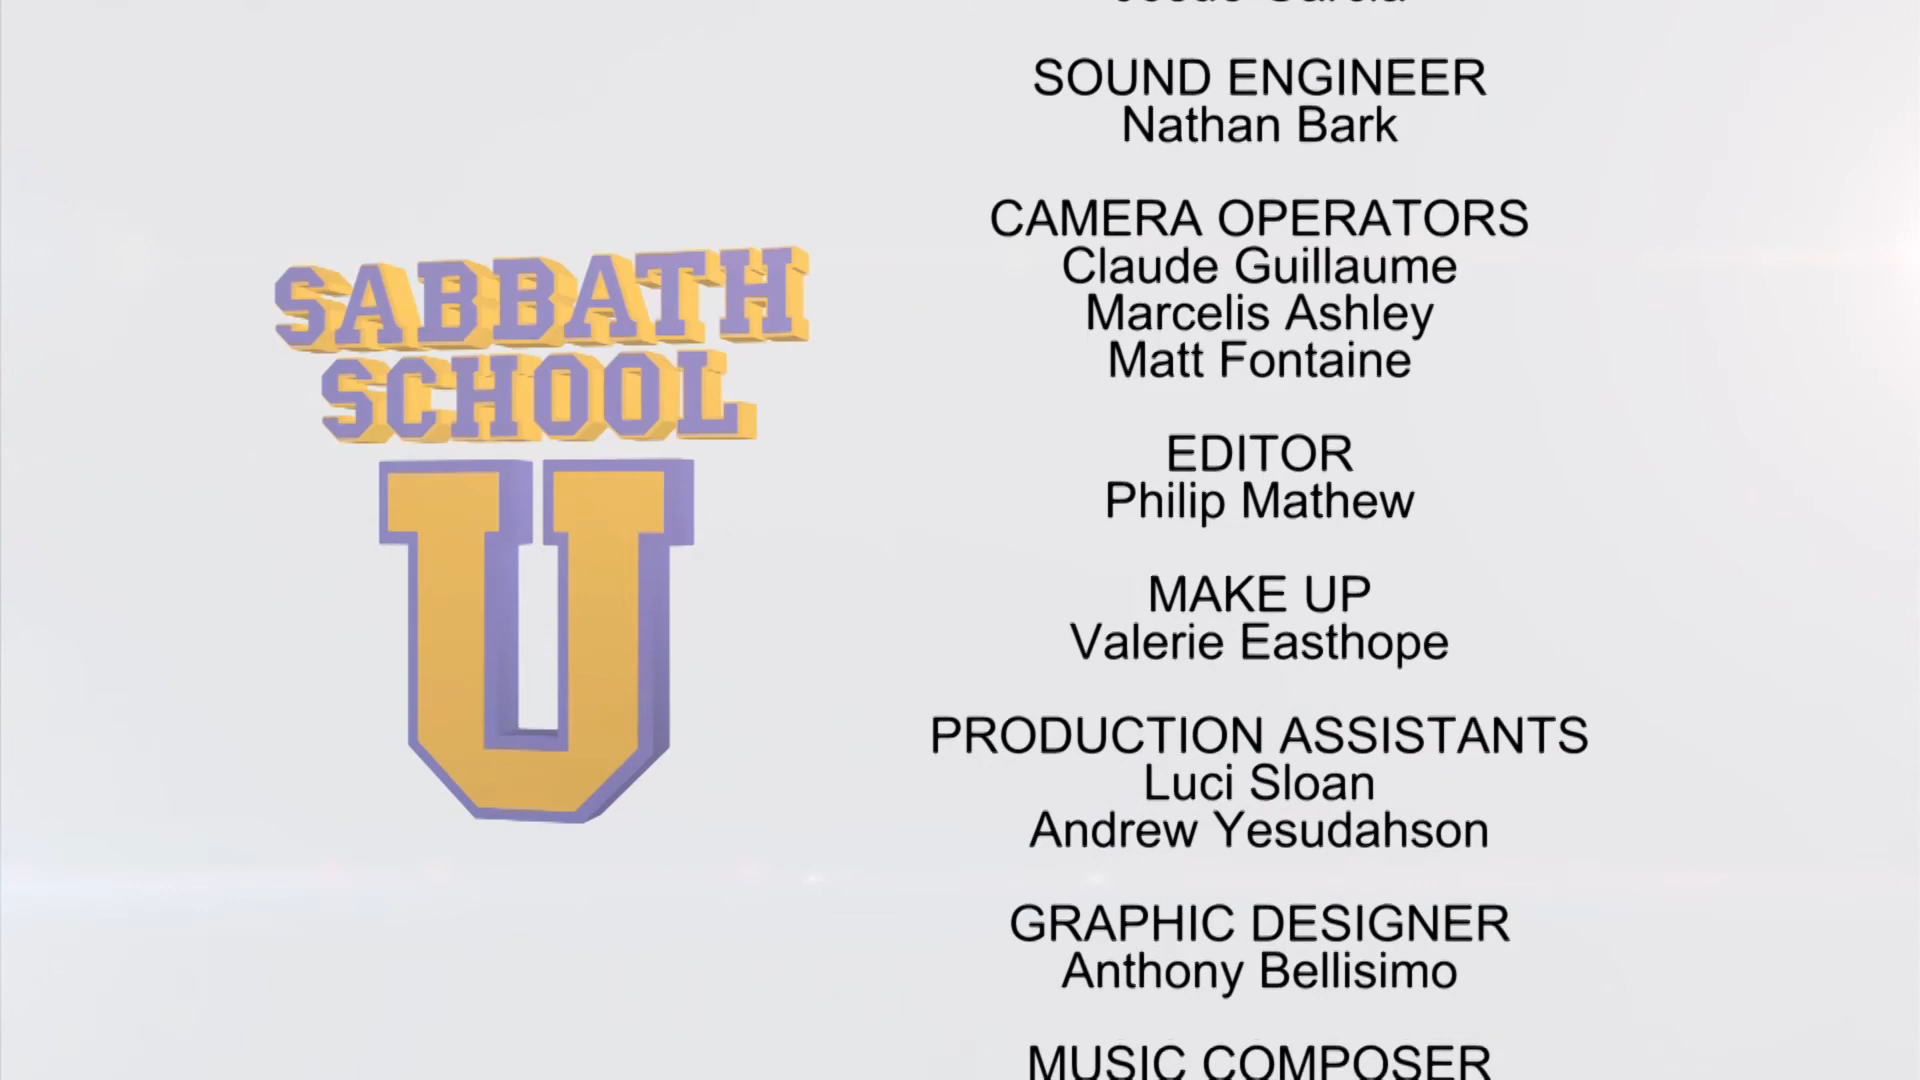 SABBATH
SCHOOL
U
SOUND ENGINEER
Nathan Bark
CAMERA OPERATORS
Claude Guillaume
Marcelis Ashley
Matt Fontaine
EDITOR
Philip Mathew
MAKE UP
Valerie Easthope
PRODUCTION ASSISTANTS
Luci Sloan
Andrew Yesudahson
GRAPHIC DESIGNER
Anthony Bellisimo
MUSIC COMPOSER